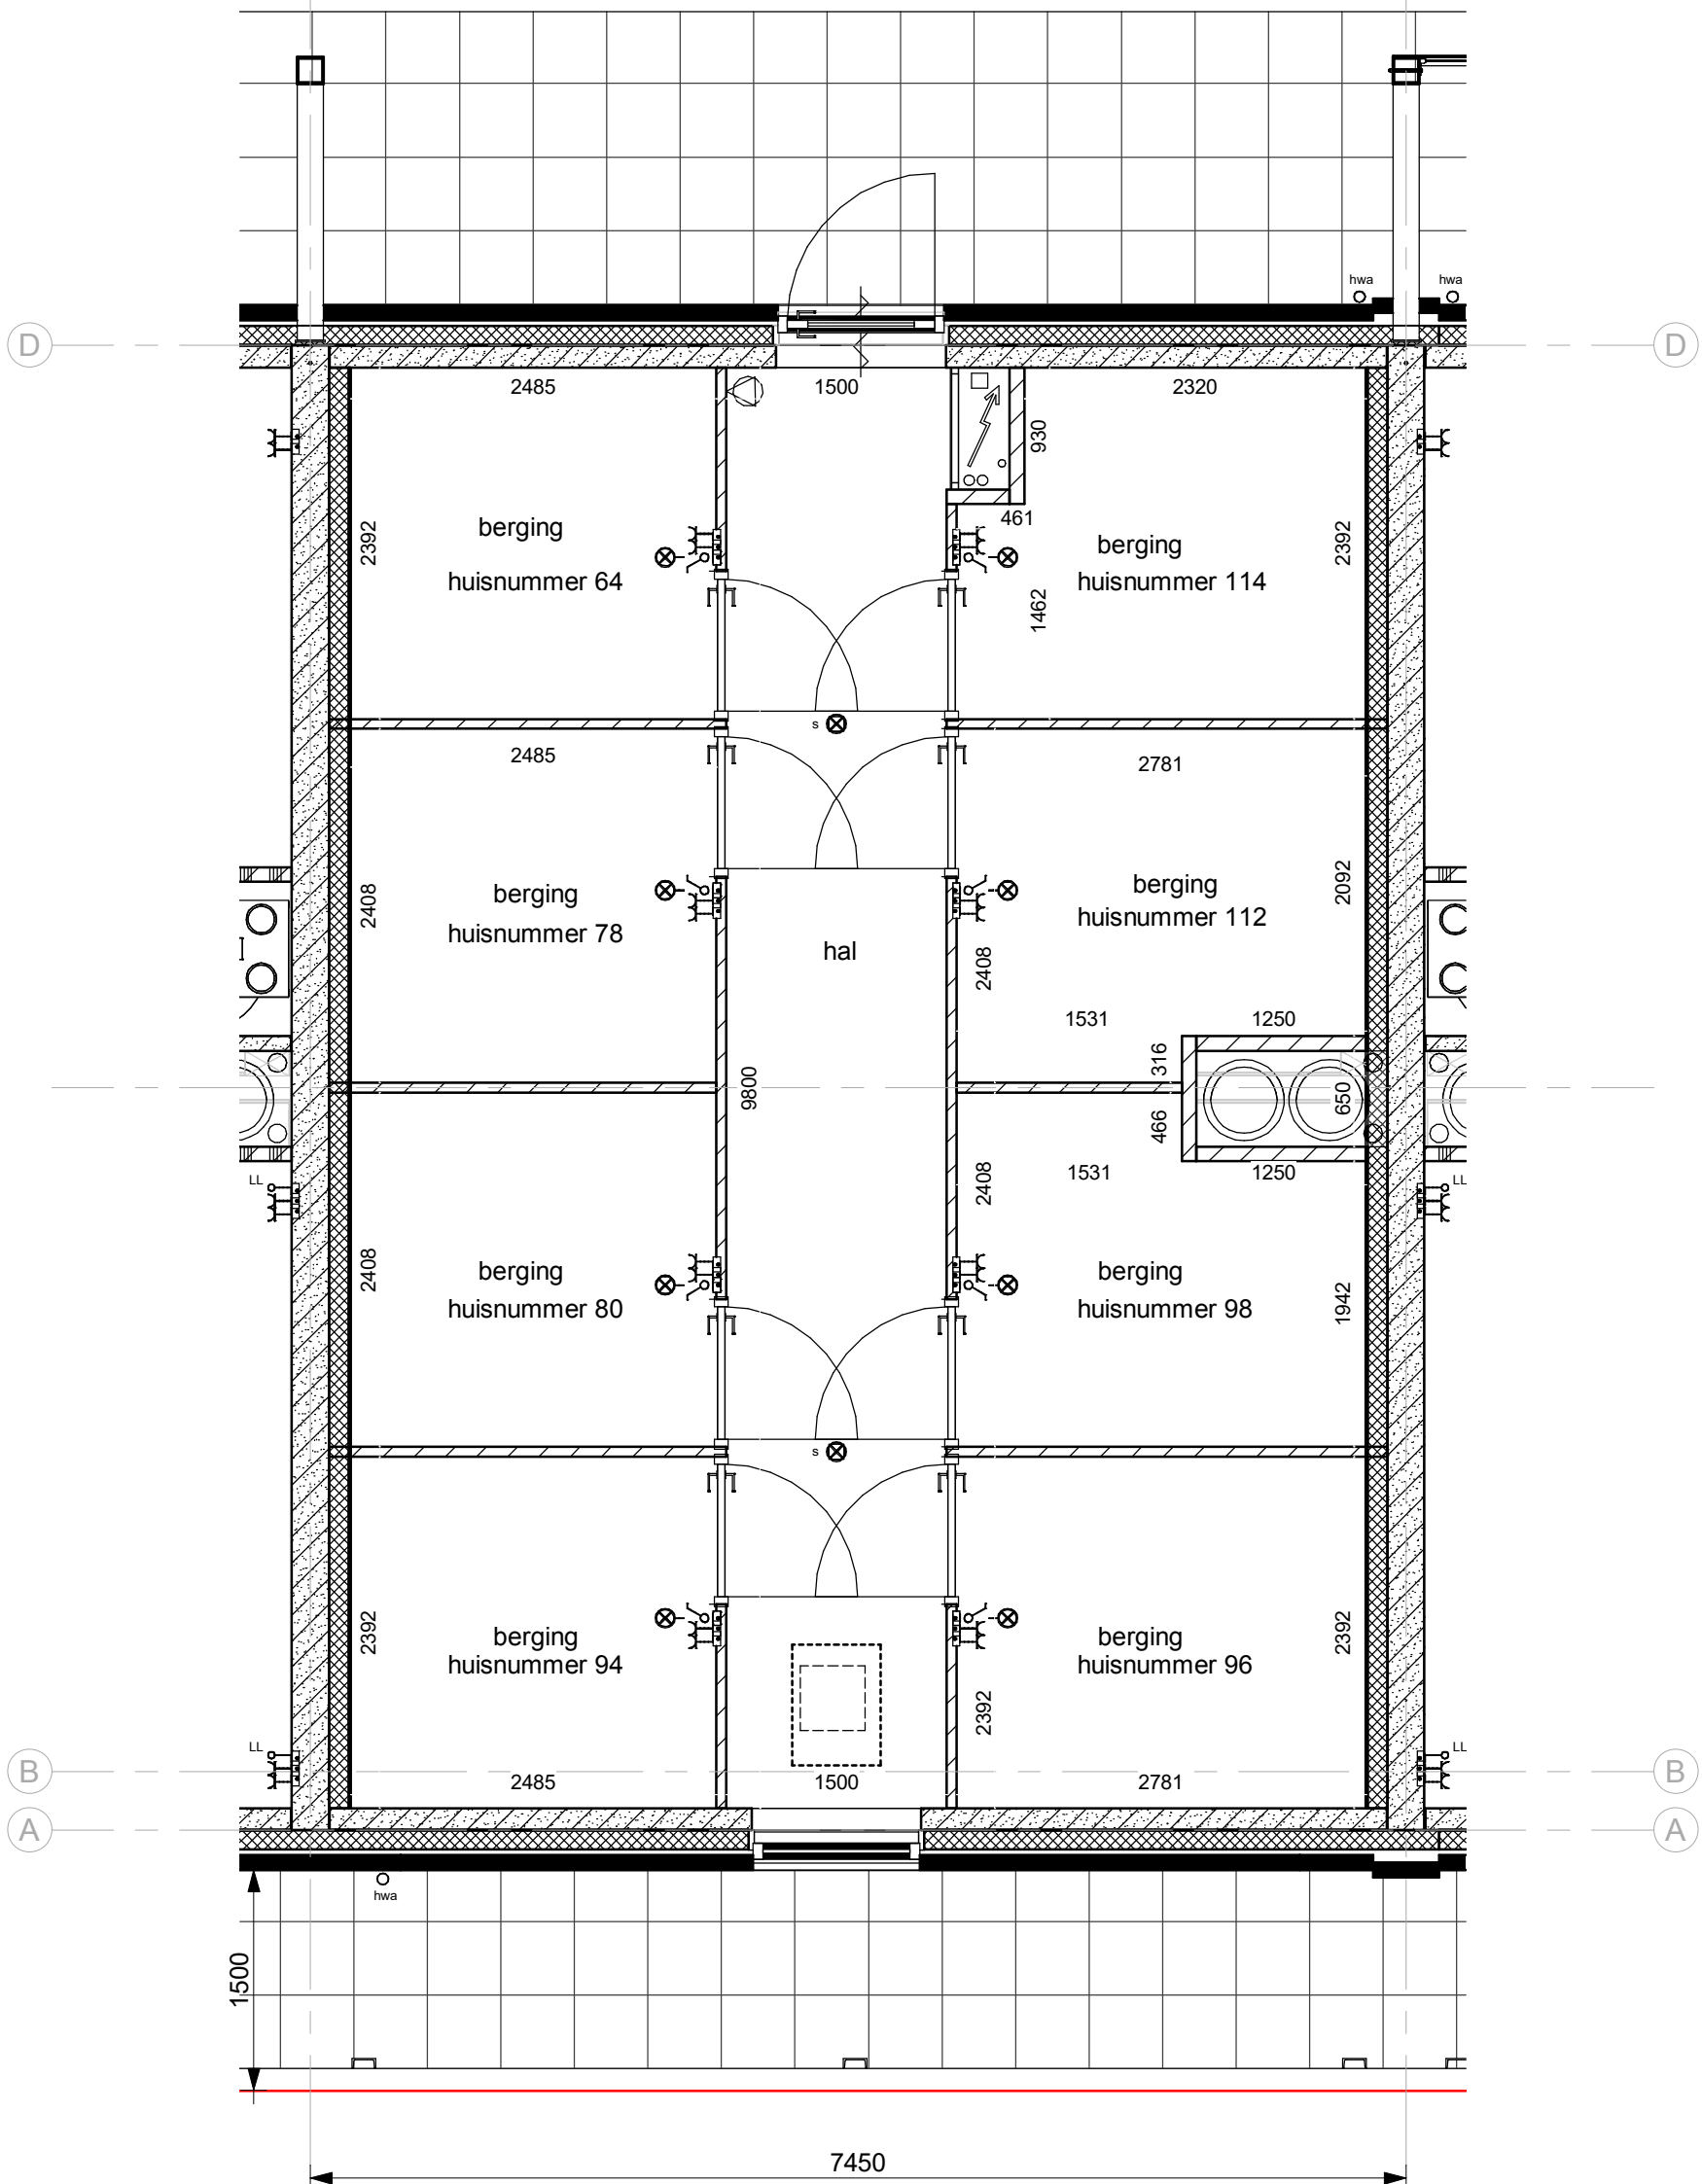 hwa
hwa
D
D
2485
1500
2320
930
461
2392
berging
huisnummer 64
berging
huisnummer 114
2392
1462
s
2485
2781
2408
berging
huisnummer 78
berging
huisnummer 112
2092
hal
2408
1531
1250
316
9800
650
466
1531
1250
2408
LL
LL
2408
berging
huisnummer 80
berging
huisnummer 98
1942
s
2392
berging
huisnummer 94
berging
huisnummer 96
2392
2392
LL
LL
B
2485
1500
2781
B
A
A
hwa
1500
7450